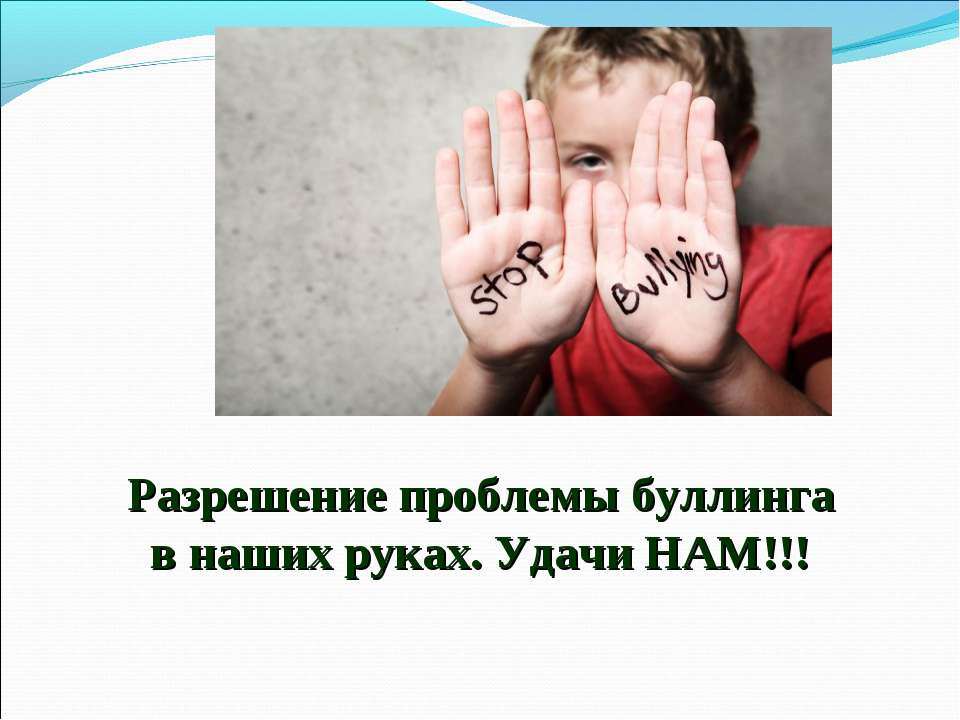 Stop
Bullying
Разрешение проблемы буллинга
в наших руках. Удачи НАМ!!!